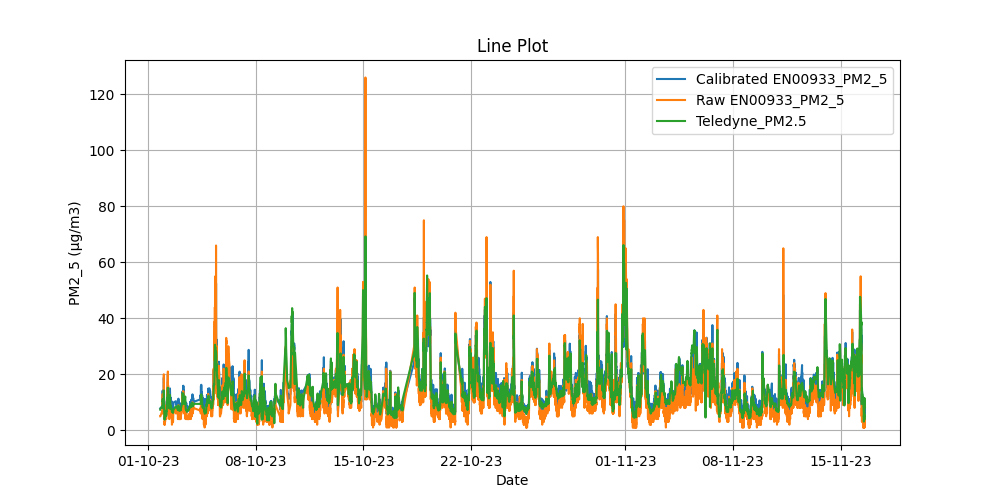 Line Plot
Calibrated EN00933_PM2_5
Raw EN00933_PM2_5
Teledyne_PM2.5
PM2_5 (μg/m3)
120
100
80
60
40
20
0
01-10-23 08-10-23 15-10-23 22-10-23 01-11-23 08-11-23 15-11-23
Date